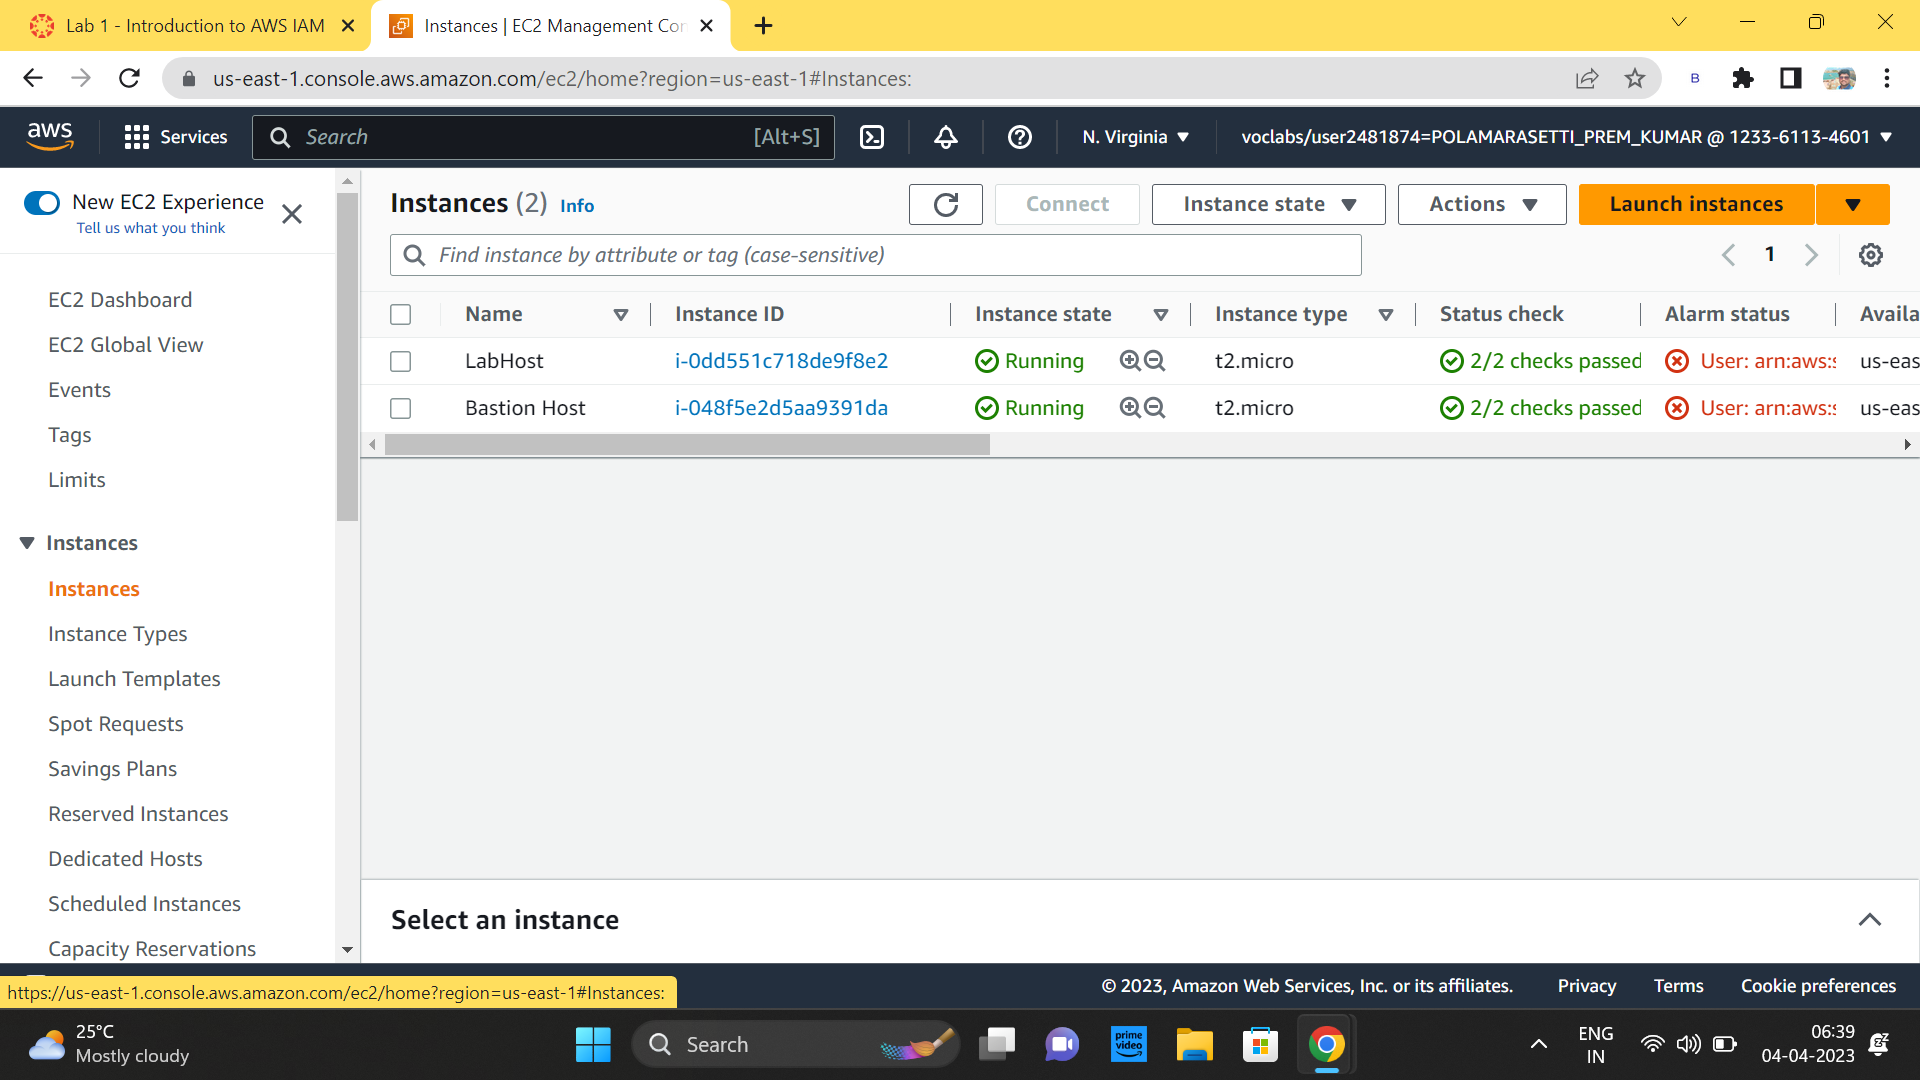 Lab 1 - Introduction to AWS IAM
Instances | EC2 Management Con
us-east-1.console.aws.amazon.com/ec2/home?region=us-east-1#Instances:
B
aws
Services
Search
[Alt+S]
N. Virginia
voclabs/user2481874=POLAMARASETTI_PREM_KUMAR @ 1233-6113-4601
New EC2 Experience
Tell us what you think
EC2 Dashboard
EC2 Global View
Events
Tags
Limits
Instances
Instances
Instance Types
Launch Templates
Spot Requests
Savings Plans
Reserved Instances
Dedicated Hosts
Scheduled Instances
Capacity Reservations
Instances (2) Info
Connect
Instance state
Actions
Launch instances
Find instance by attribute or tag (case-sensitive)
1
Name Instance ID Instance state Instance type Status check Alarm status Availa
LabHost i-0dd551c718de9f8e2 Running t2.micro 2/2 checks passed User: arn:aws:s us-eas
Bastion Host i-048f5e2d5aa9391da Running t2.micro 2/2 checks passed User: arn:aws:s us-eas
Select an instance
https://us-east-1.console.aws.amazon.com/ec2/home?region=us-east-1#Instances:
© 2023, Amazon Web Services, Inc. or its affiliates. Privacy Terms Cookie preferences
25°C
Mostly cloudy
Search
prime
video
ENG
IN
06:39
04-04-2023